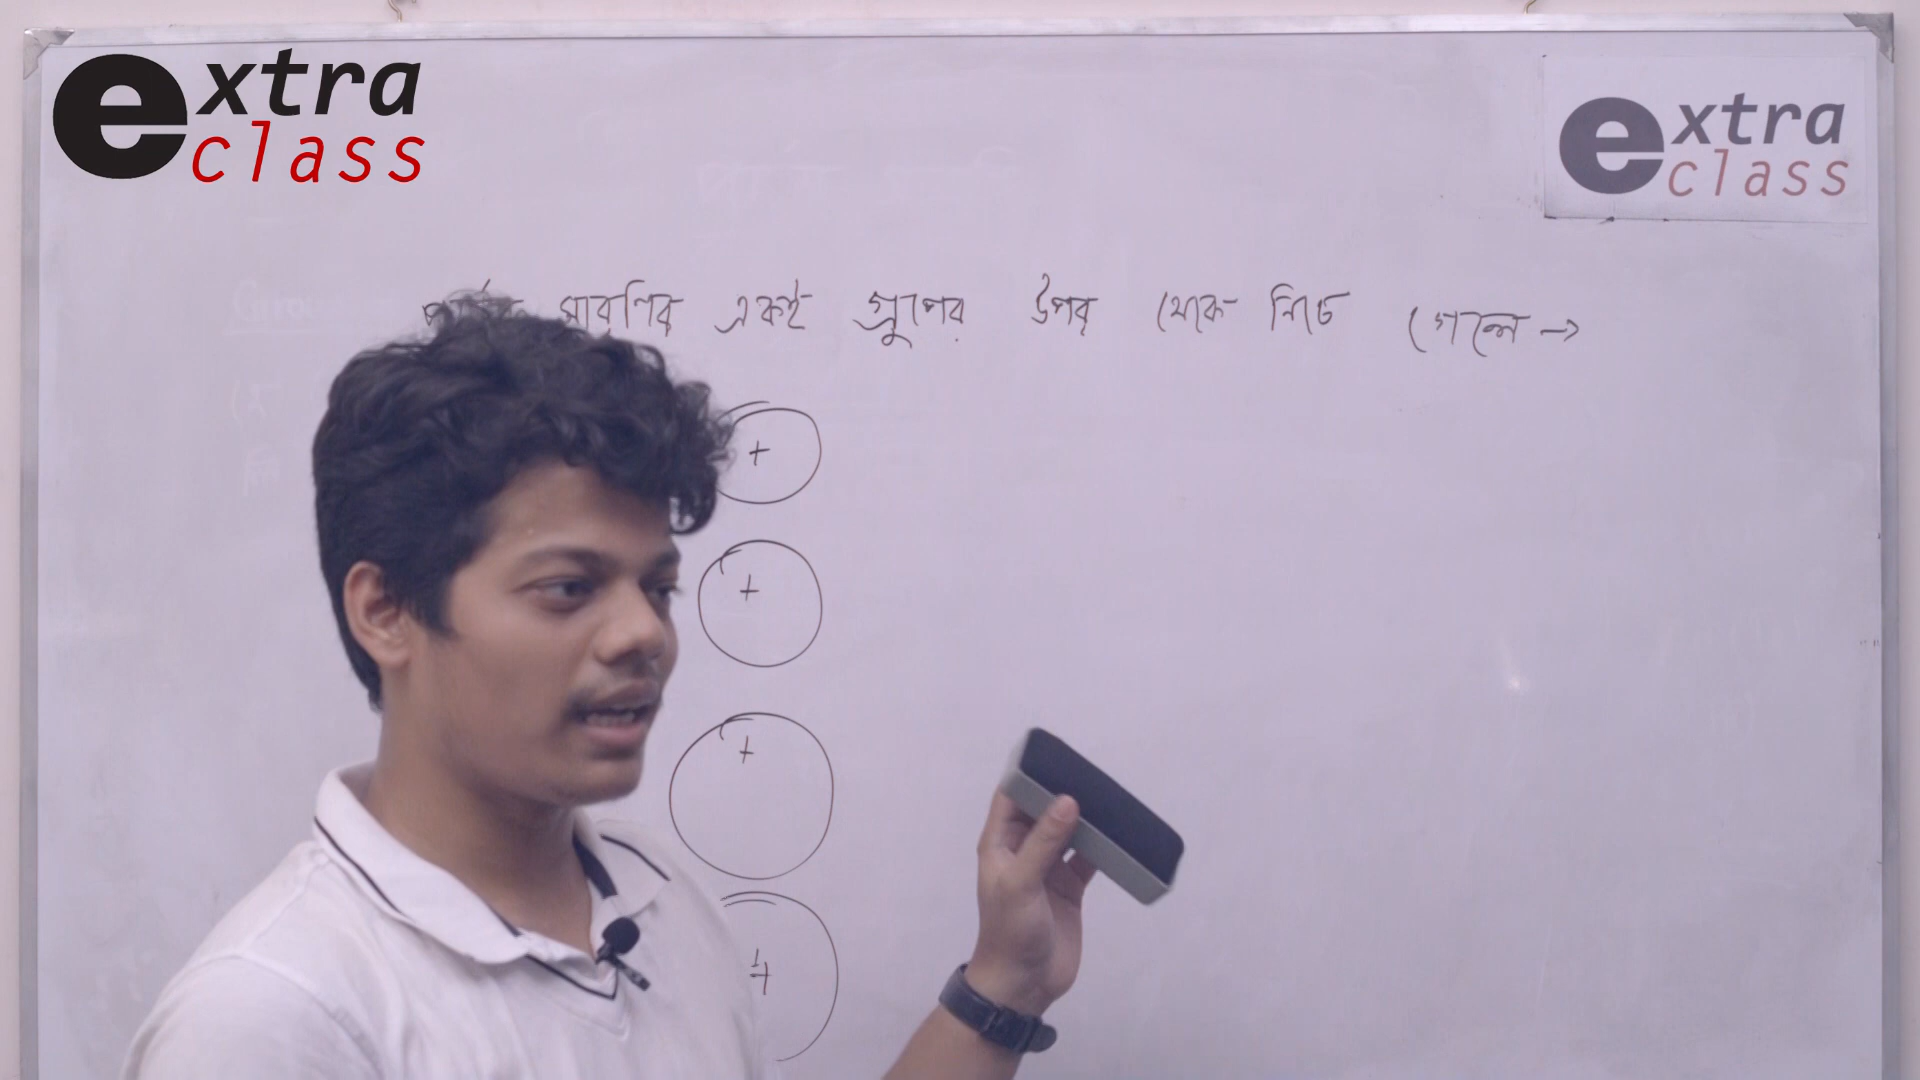 extra
class
extra
class
পর্যায় সারণির একই গ্রুপের উপর থেকে নিচে গেলে →
+
+
+
+